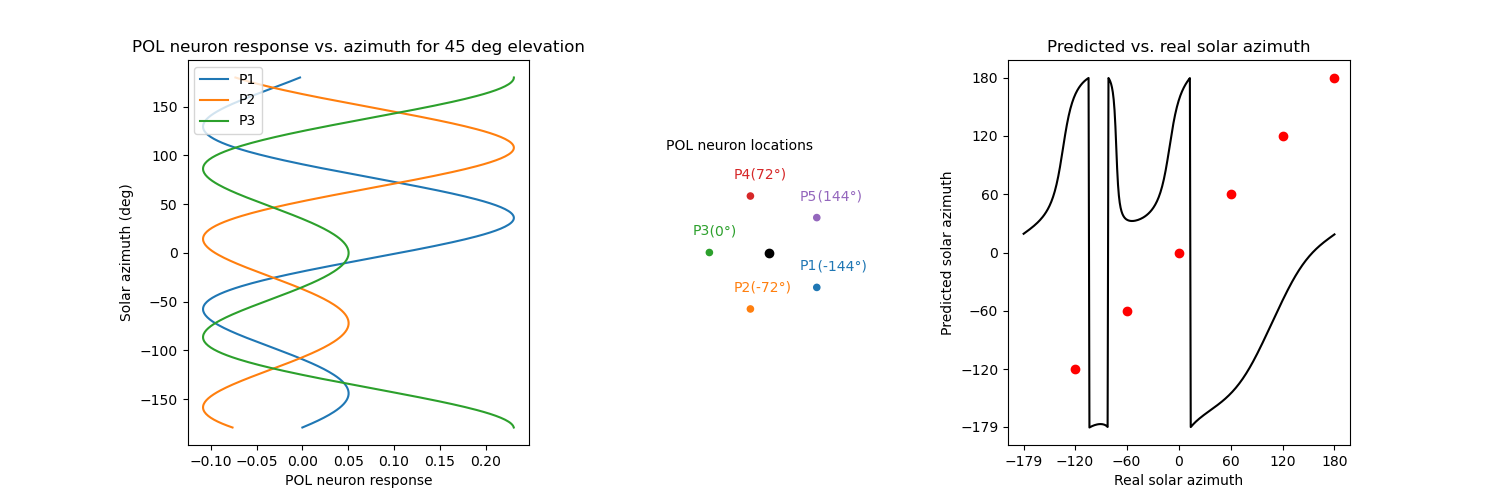 POL neuron response vs. azimuth for 45 deg elevation
P1
P2
P3
150
100
50
0
−50
−100
−150
Solar azimuth (deg)
−0.10 −0.05 0.00 0.05 0.10 0.15 0.20
POL neuron response
POL neuron locations
P4(72°)
P5(144°)
P3(0°)
P1(-144°)
P2(-72°)
Predicted vs. real solar azimuth
180
120
60
0
−60
−120
−179
Predicted solar azimuth
−179 −120 −60 0 60 120 180
Real solar azimuth